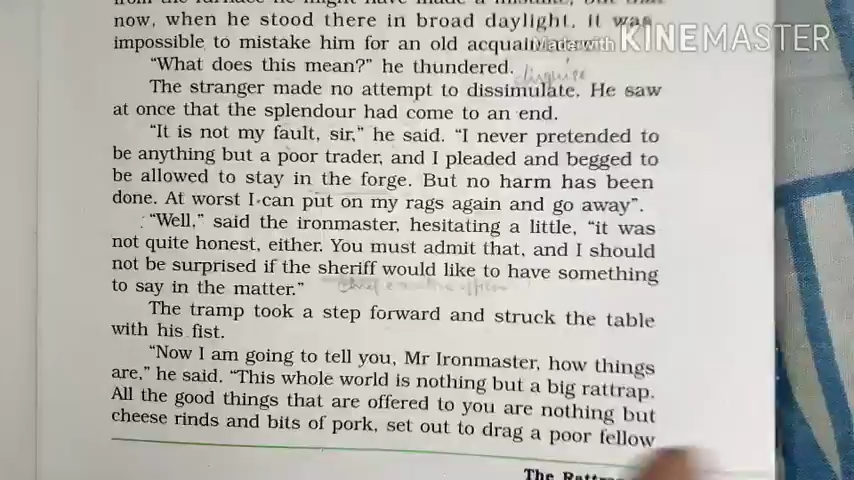 now, when he stood there in broad daylight. It was
impossible to mistake him for an old
Made with KINEMASTER
"What does this mean?" he thundered.
disguise
The stranger made no attempt to dissimulate. He saw
at once that the splendour had come to an end.
"It is not my fault, sir," he said. "I never pretended to
be anything but a poor trader, and I pleaded and begged to
be allowed to stay in the forge. But no harm has been
done. At worst I can put on my rags again and go away".
"Well," said the ironmaster, hesitating a little, "it was
not quite honest, either. You must admit that, and I should
not be surprised if the sheriff would like to have something
to say in the matter."
chief officer
The tramp took a step forward and struck the table
with his fist.
"Now I am going to tell you, Mr Ironmaster, how things
are," he said. "This whole world is nothing but a big rattrap.
All the good things that are offered to you are nothing but
cheese rinds and bits of pork, set out to drag a poor fellow
The